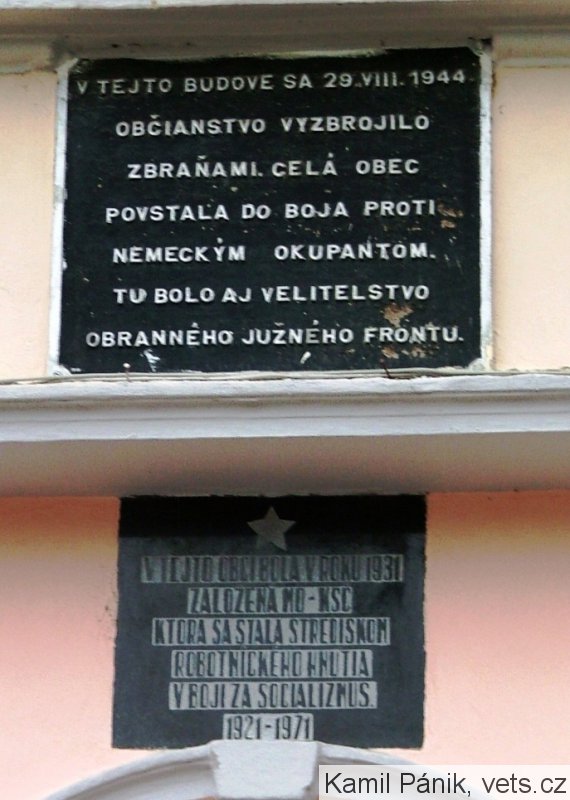 V TEJTO BUDOVE SA 29.VIII.1944
OBČIANSTVO VYZBROJILO
ZBRAŇAMI. CELÁ OBEC
POVSTALA DO BOJA PROTI
NEMECKÝM OKUPANTOM.
TU BOLO AJ VELITELSTVO
OBRANNÉHO JUŽNÉHO FRONTU.
V TEJTO OBCI BOLA V ROKU 1931
ZALOŽENÁ MO-KSČ
KTORÁ SA STALA STREDISKOM
ROBOTNÍCKEHO HNUTIA
V BOJI ZA SOCIALIZMUS.
1921-1971
Kamil Pánik, vets.cz